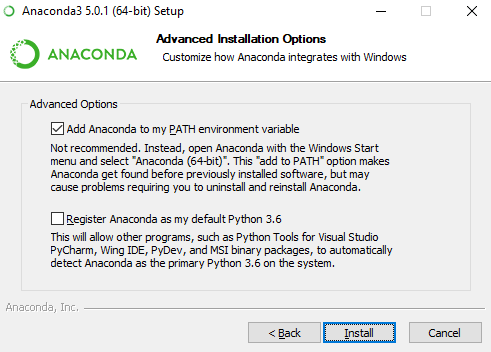 Anaconda3 5.0.1 (64-bit) Setup
Advanced Installation Options
Customize how Anaconda integrates with Windows
ANACONDA
Advanced Options
Add Anaconda to my PATH environment variable
Not recommended. Instead, open Anaconda with the Windows Start
menu and select "Anaconda (64-bit)". This "add to PATH" option makes
Anaconda get found before previously installed software, but may
cause problems requiring you to uninstall and reinstall Anaconda.
Register Anaconda as my default Python 3.6
This will allow other programs, such as Python Tools for Visual Studio
PyCharm, Wing IDE, PyDev, and MSI binary packages, to automatically
detect Anaconda as the primary Python 3.6 on the system.
Anaconda, Inc.
< Back
Install
Cancel